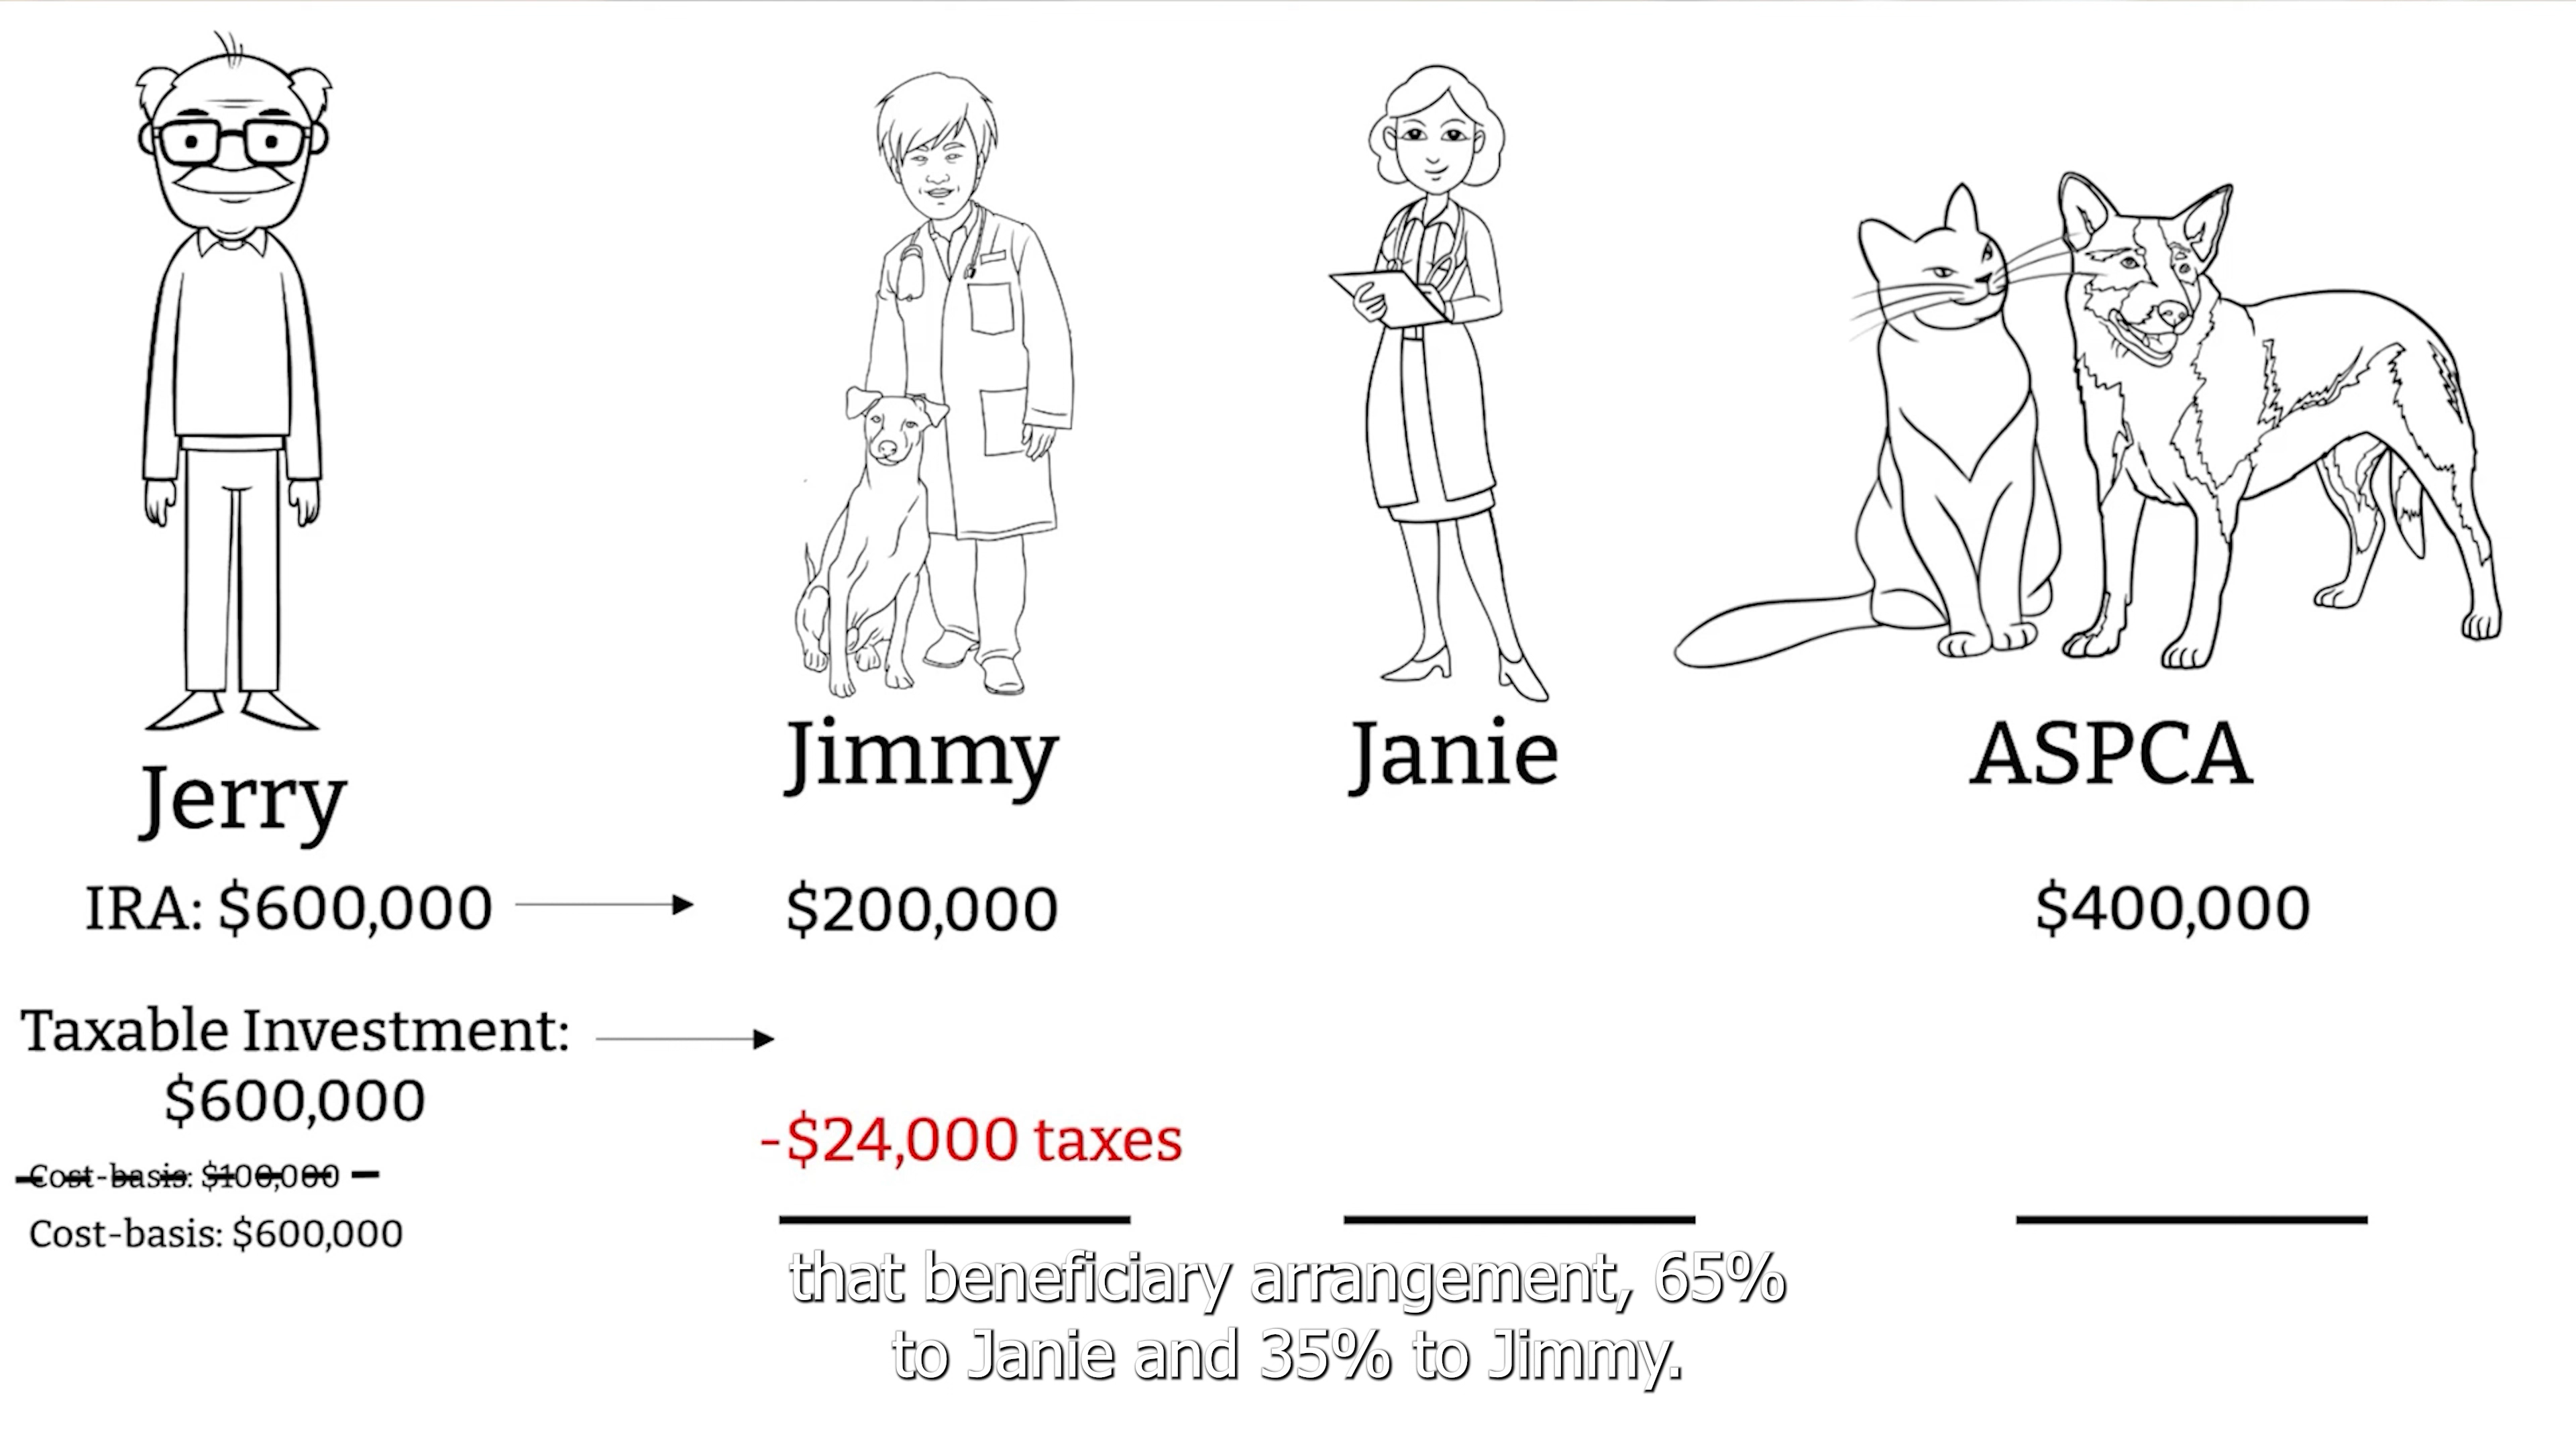 Jerry
Jimmy
Janie
ASPCA
IRA: $600,000
$200,000
$400,000
Taxable Investment:
$600,000
-$24,000 taxes
Cost-basis: $100,000
Cost-basis: $600,000
that beneficiary arrangement, 65%
to Janie and 35% to Jimmy.